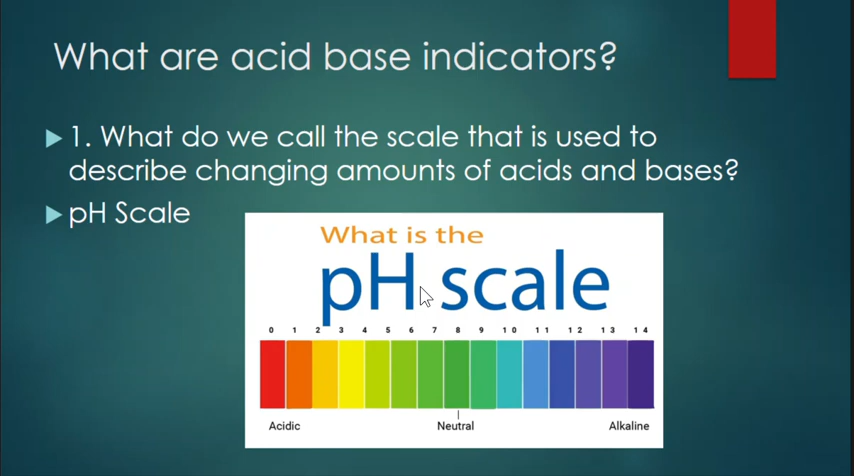 What are acid base indicators?
1. What do we call the scale that is used to
describe changing amounts of acids and bases?
pH Scale
What is the
pH scale
0 1 2 3 4 5 6 7 8 9 10 11 12 13 14
Acidic Neutral Alkaline